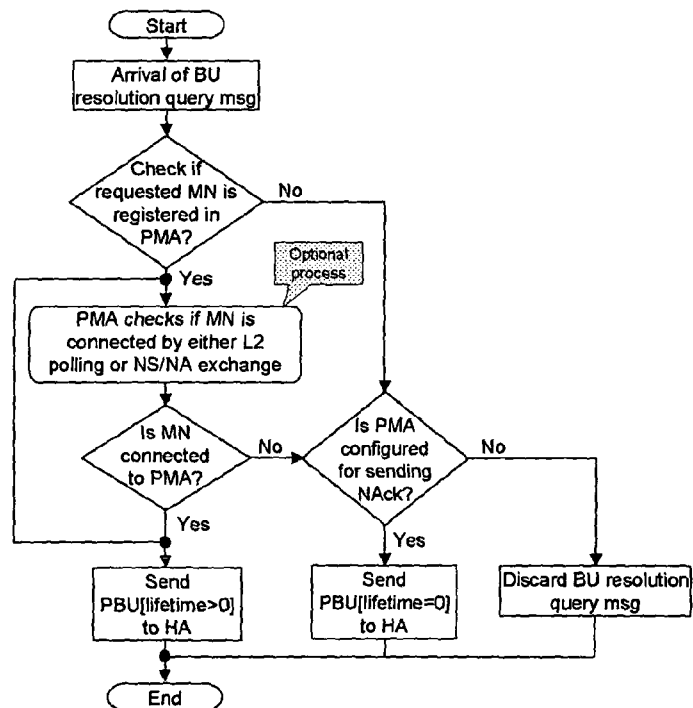 Start
Arrival of BU
resolution query msg
Check if
requested MN is
registered in
PMA?
No
Yes
Optional
process
PMA checks if MN is
connected by either L2
polling or NS/NA exchange
Is MN
connected
to PMA?
No
Yes
Is PMA
configured
for sending
NAck?
No
Yes
Send
PBU[lifetime>0]
to HA
Send
PBU[lifetime=0]
to HA
Discard BU resolution
query msg
End